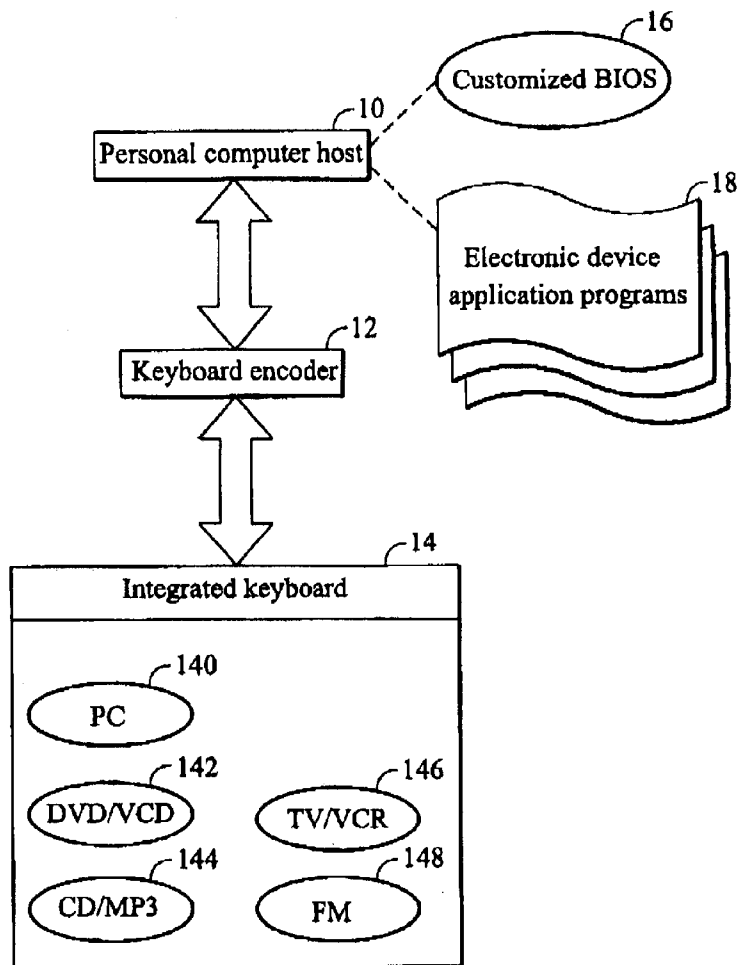 16
Customized BIOS
10
Personal computer host
18
Electronic device
application programs
12
Keyboard encoder
14
Integrated keyboard
140
PC
142
DVD/VCD
146
TV/VCR
144
CD/MP3
148
FM